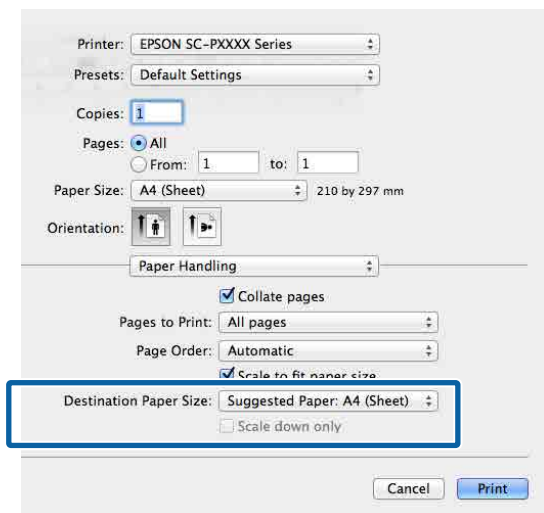 Printer: EPSON SC-PXXXX Series
Presets: Default Settings
Copies: 1
Pages: All
From: 1 to: 1
Paper Size: A4 (Sheet) 210 by 297 mm
Orientation:
Paper Handling
Collate pages
Pages to Print: All pages
Page Order: Automatic
Scale to fit paper size
Destination Paper Size: Suggested Paper: A4 (Sheet)
Scale down only
Cancel Print